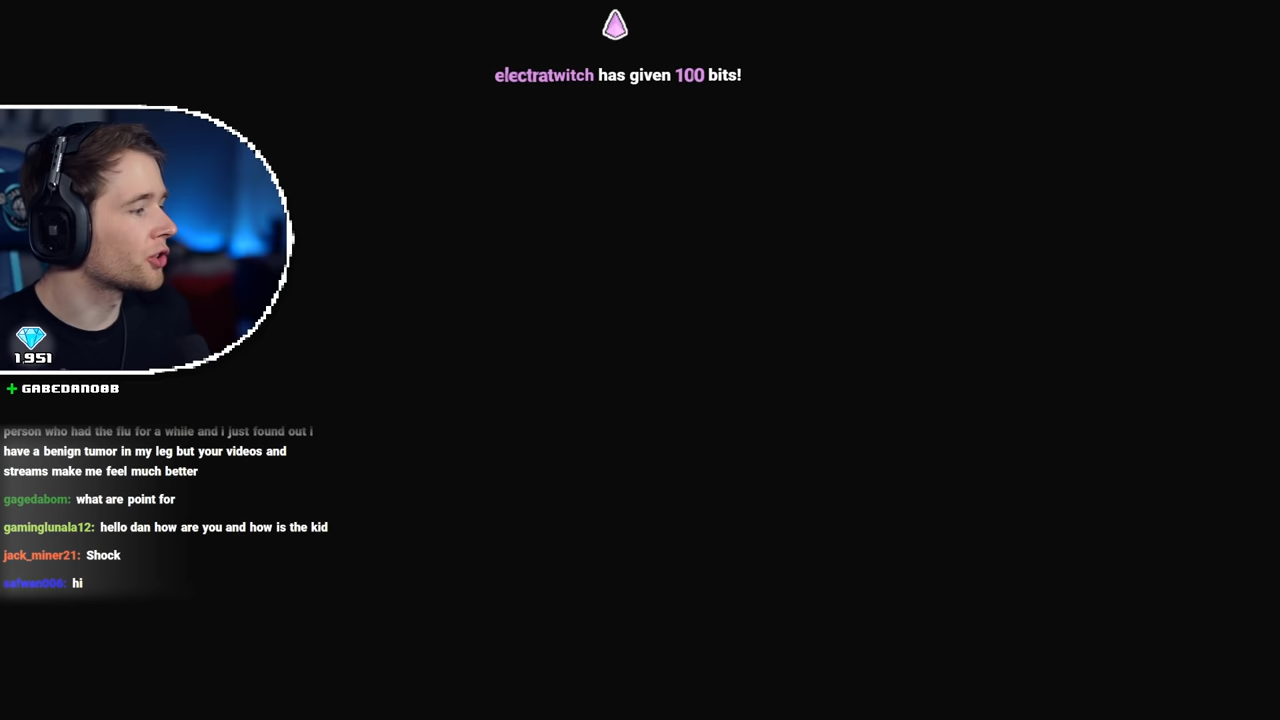 electratwitch has given 100 bits!
1,951
+ GABEDANOBB
person who had the flu for a while and i just found out i
have a benign tumor in my leg but your videos and
streams make me feel much better
gagedabom: what are point for
gaminglunala12: hello dan how are you and how is the kid
jack_miner21: Shock
safwan006: hi